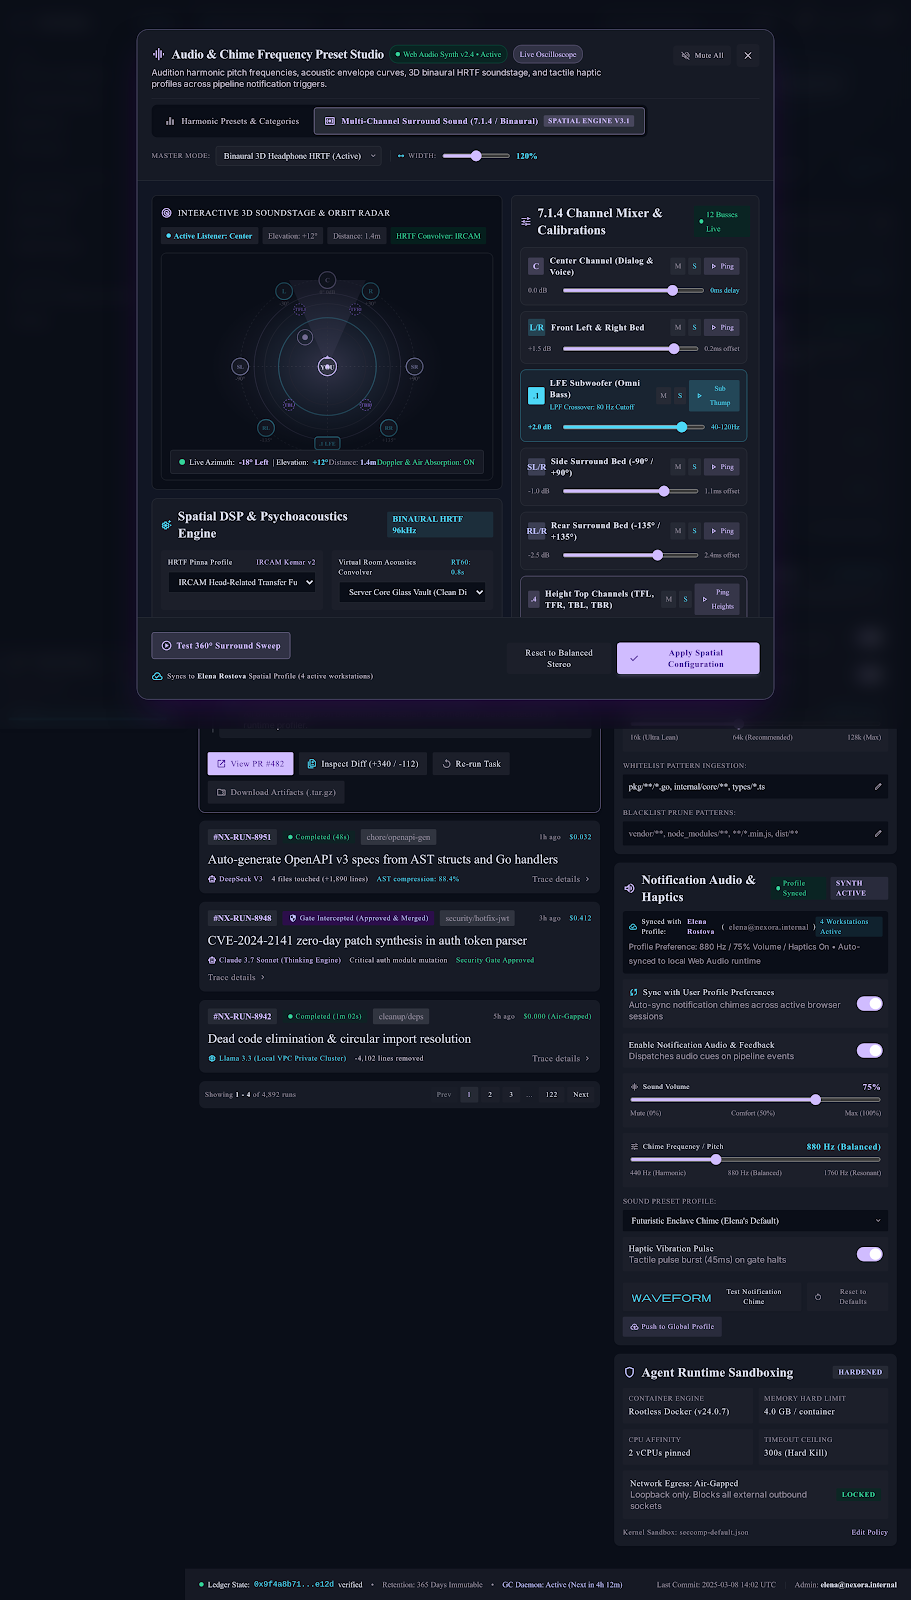 Audio & Chime Frequency Preset Studio
Web Audio Synth v2.4 • Active
Live Oscilloscope
Mute All
Audition harmonic pitch frequencies, acoustic envelope curves, 3D binaural HRTF soundstage, and tactile haptic
profiles across pipeline notification triggers.
Harmonic Presets & Categories
Multi-Channel Surround Sound (7.1.4 / Binaural)
SPATIAL ENGINE V3.1
MASTER MODE:
Binaural 3D Headphone HRTF (Active)
WIDTH:
120%
INTERACTIVE 3D SOUNDSTAGE & ORBIT RADAR
Active Listener: Center
Elevation: +12°
Distance: 1.4m
HRTF Convolver: IRCAM
C
L
R
SL
YOU
SR
RL
RR
.1 LFE
Live Azimuth: -18° Left | Elevation: +12° Distance: 1.4m Doppler & Air Absorption: ON
Spatial DSP & Psychoacoustics
Engine
BINAURAL HRTF
96kHz
HRTF Pinna Profile
IRCAM Kemar v2
IRCAM Head-Related Transfer Fu
Virtual Room Acoustics
Convolver
RT60:
0.8s
Server Core Glass Vault (Clean Di
7.1.4 Channel Mixer &
Calibrations
12 Busses
Live
C
Center Channel (Dialog &
Voice)
M
S
Ping
0.0 dB
0ms delay
L/R
Front Left & Right Bed
M
S
Ping
+1.5 dB
0.2ms offset
.1
LFE Subwoofer (Omni
Bass)
LPF Crossover: 80 Hz Cutoff
M
S
Sub
Thump
+2.0 dB
40-120Hz
SL/R
Side Surround Bed (-90° /
+90°)
M
S
Ping
-1.0 dB
1.1ms offset
RL/R
Rear Surround Bed (-135° /
+135°)
M
S
Ping
-2.5 dB
2.4ms offset
.4
Height Top Channels (TFL,
TFR, TBL, TBR)
M
S
Ping
Heights
Test 360° Surround Sweep
Syncs to Elena Rostova Spatial Profile (4 active workstations)
Reset to Balanced
Stereo
Apply Spatial
Configuration
View PR #482
Inspect Diff (+340 / -112)
Re-run Task
Download Artifacts (.tar.gz)
#NX-RUN-8951
Completed (48s)
chore/openapi-gen
1h ago
$0.032
Auto-generate OpenAPI v3 specs from AST structs and Go handlers
DeepSeek V3
4 files touched (+1,890 lines)
AST compression: 88.4%
Trace details
#NX-RUN-8948
Gate Intercepted (Approved & Merged)
security/hotfix-jwt
3h ago
$0.412
CVE-2024-2141 zero-day patch synthesis in auth token parser
Claude 3.7 Sonnet (Thinking Engine)
Critical auth module mutation
Security Gate Approved
Trace details
#NX-RUN-8942
Completed (1m 02s)
cleanup/deps
5h ago
$0.000 (Air-Gapped)
Dead code elimination & circular import resolution
Llama 3.3 (Local VPC Private Cluster)
-4,102 lines removed
Trace details
Showing 1 - 4 of 4,892 runs
Prev
1
2
3
...
122
Next
16k (Ultra Lean)
64k (Recommended)
128k (Max)
WHITELIST PATTERN INGESTION:
pkg/**/*.go, internal/core/**, types/*.ts
BLACKLIST PRUNE PATTERNS:
vendor/**, node_modules/**, **/*.min.js, dist/**
Notification Audio &
Haptics
Profile
Synced
SYNTH
ACTIVE
Synced with
Profile:
Elena
Rostova
( elena@nexora.internal )
4 Workstations
Active
Profile Preference: 880 Hz / 75% Volume / Haptics On • Auto-
synced to local Web Audio runtime
Sync with User Profile Preferences
Auto-sync notification chimes across active browser
sessions
Enable Notification Audio & Feedback
Dispatches audio cues on pipeline events
Sound Volume
75%
Mute (0%)
Comfort (50%)
Max (100%)
Chime Frequency / Pitch
880 Hz (Balanced)
440 Hz (Harmonic)
880 Hz (Balanced)
1760 Hz (Resonant)
SOUND PRESET PROFILE:
Futuristic Enclave Chime (Elena's Default)
Haptic Vibration Pulse
Tactile pulse burst (45ms) on gate halts
WAVEFORM
Test Notification
Chime
Reset to
Defaults
Push to Global Profile
Agent Runtime Sandboxing
HARDENED
CONTAINER ENGINE
Rootless Docker (v24.0.7)
MEMORY HARD LIMIT
4.0 GB / container
CPU AFFINITY
2 vCPUs pinned
TIMEOUT CEILING
300s (Hard Kill)
Network Egress: Air-Gapped
Loopback only. Blocks all external outbound
sockets
LOCKED
Kernel Sandbox: seccomp-default.json
Edit Policy
Ledger State: 0x9f4a8b71...e12d verified
• Retention: 365 Days Immutable
• GC Daemon: Active (Next in 4h 12m)
Last Commit: 2025-03-08 14:02 UTC
Admin: elena@nexora.internal